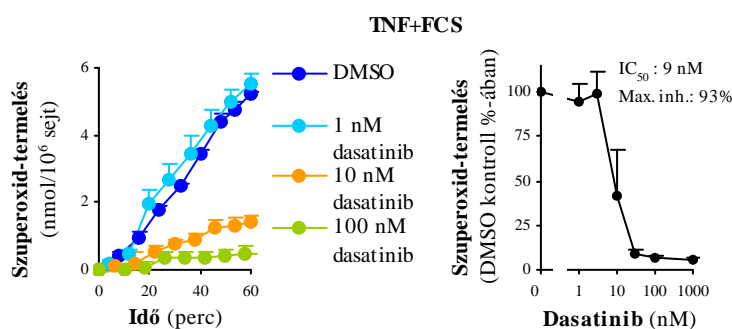 TNF+FCS
Szuperoxid-termelés
(nmol/10⁶ sejt)
6
4
2
0
0
20
40
60
Idő (perc)
DMSO
1 nM
dasatinib
10 nM
dasatinib
100 nM
dasatinib
Szuperoxid-termelés
(DMSO kontroll %-ában)
100
75
50
25
0
IC₅₀ : 9 nM
Max. inh.: 93%
0
1
10
100
1000
Dasatinib (nM)